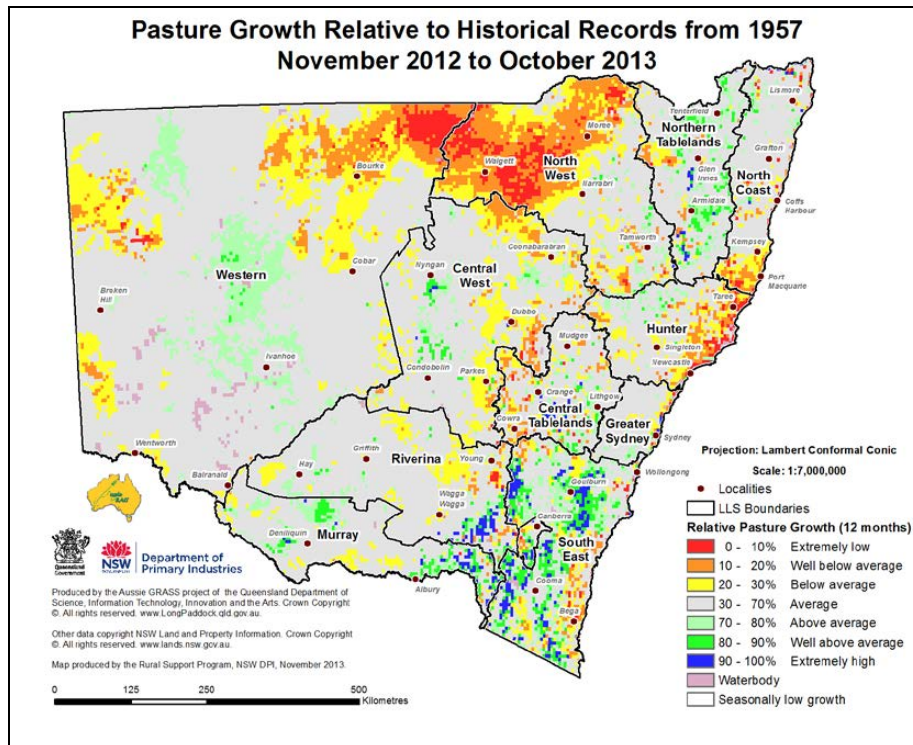 Pasture Growth Relative to Historical Records from 1957
November 2012 to October 2013
Lismore
Tenterfield
Northern
Tablelands
Moree
Grafton
Glen
Innes
North
Coast
Walgett
North
West
Bourke
Narrabri
Armidale
Coffs
Harbour
Coonabarabran
Tamworth
Kempsey
Western
Cobar
Nyngan
Central
West
Port
Macquarie
Taree
Broken
Hill
Dubbo
Mudgee
Hunter
Singleton
Newcastle
Ivanhoe
Condobolin
Parkes
Orange
Lithgow
Central
Tablelands
Greater
Sydney
Cowra
Sydney
Wentworth
Griffith
Riverina
Young
Balranald
Hay
Goulburn
Wollongong
Wagga
Wagga
Canberra
Murray
Deniliquin
South
East
Cooma
Albury
Bega
Projection: Lambert Conformal Conic
Scale: 1:7,000,000
Localities
LLS Boundaries
Relative Pasture Growth (12 months)
0 - 10% Extremely low
10 - 20% Well below average
20 - 30% Below average
30 - 70% Average
70 - 80% Above average
80 - 90% Well above average
90 - 100% Extremely high
Waterbody
Seasonally low growth
Queensland
Government
NSW
Department of
Primary Industries
Produced by the Aussie GRASS project of the Queensland Department of
Science, Information Technology, Innovation and the Arts. Crown Copyright
©. All rights reserved. www.LongPaddock.qld.gov.au.
Other data copyright NSW Land and Property Information. Crown Copyright
©. All rights reserved. www.lands.nsw.gov.au.
Map produced by the Rural Support Program, NSW DPI, November 2013.
0 125 250 500
Kilometres